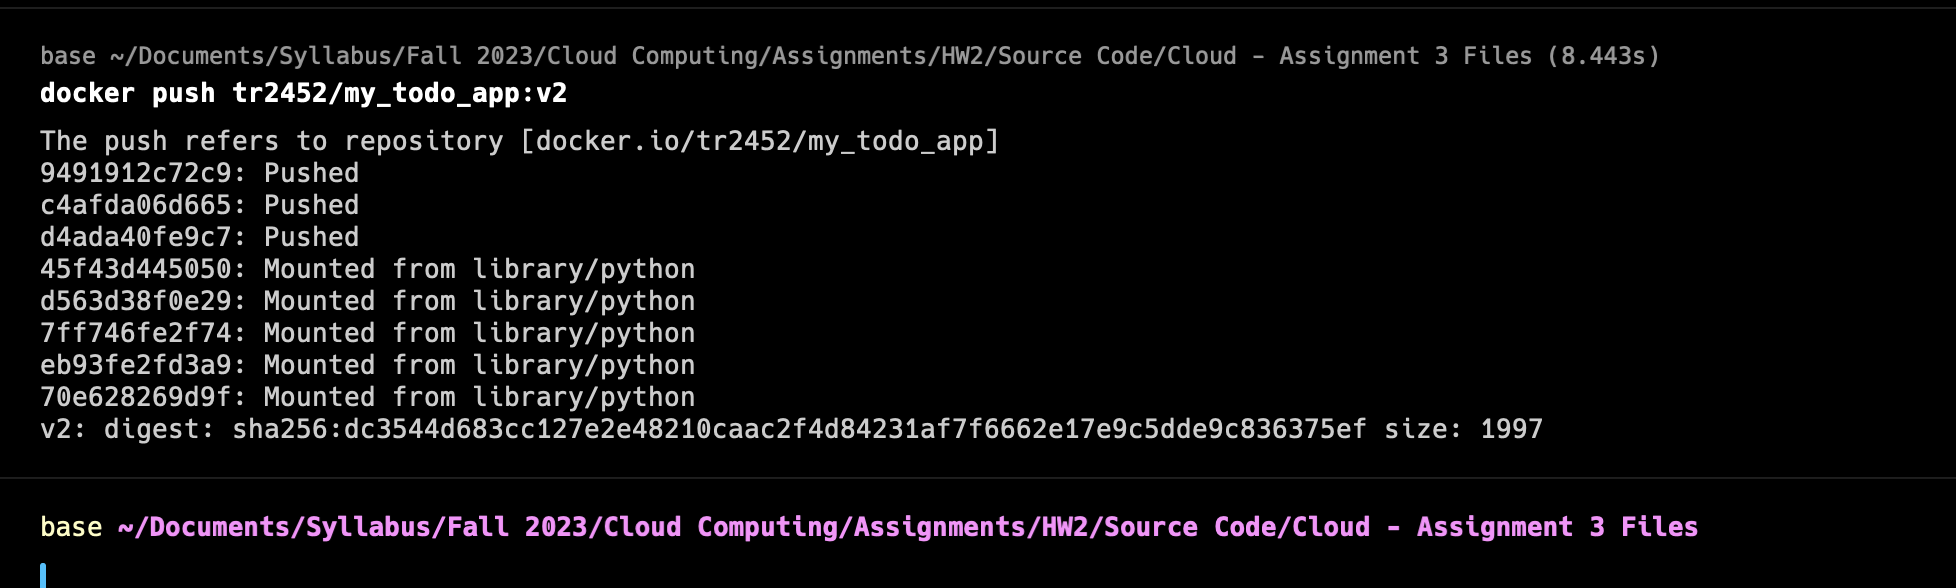 base ~/Documents/Syllabus/Fall 2023/Cloud Computing/Assignments/HW2/Source Code/Cloud - Assignment 3 Files (8.443s)
docker push tr2452/my_todo_app:v2
The push refers to repository [docker.io/tr2452/my_todo_app]
9491912c72c9: Pushed
c4afda06d665: Pushed
d4ada40fe9c7: Pushed
45f43d445050: Mounted from library/python
d563d38f0e29: Mounted from library/python
7ff746fe2f74: Mounted from library/python
eb93fe2fd3a9: Mounted from library/python
70e628269d9f: Mounted from library/python
v2: digest: sha256:dc3544d683cc127e2e48210caac2f4d84231af7f6662e17e9c5dde9c836375ef size: 1997
base ~/Documents/Syllabus/Fall 2023/Cloud Computing/Assignments/HW2/Source Code/Cloud - Assignment 3 Files